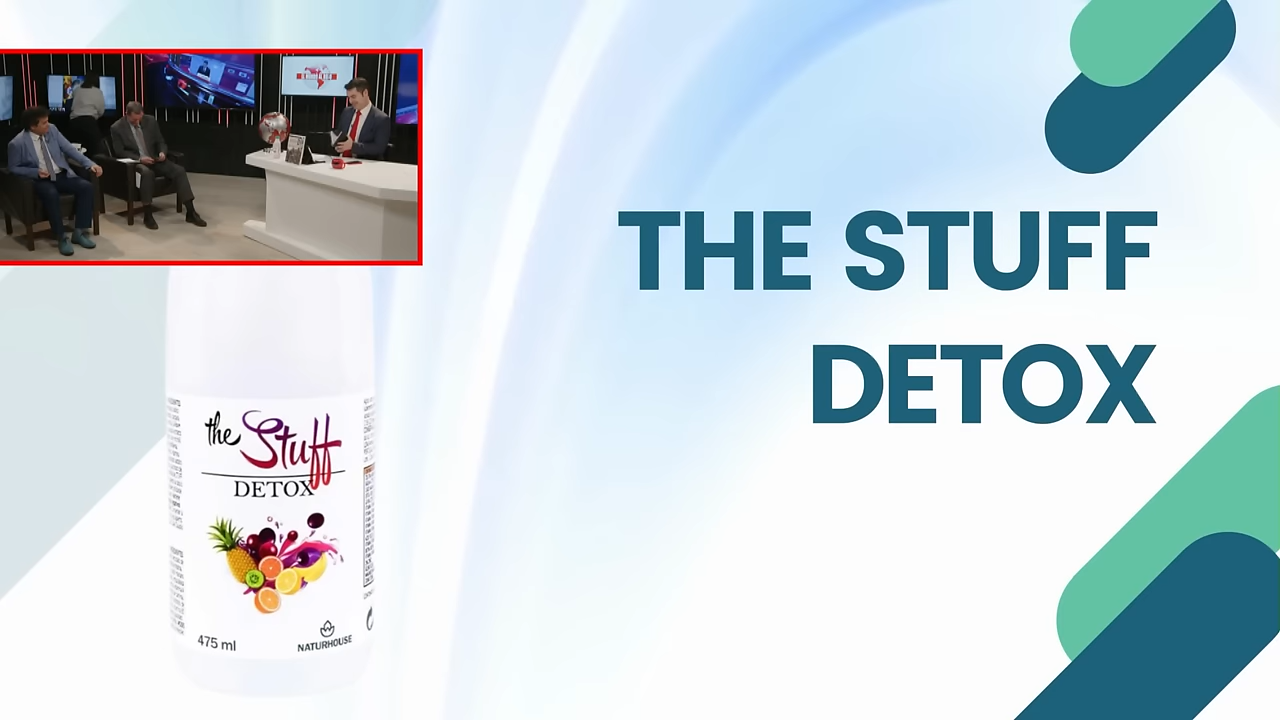 THE STUFF
DETOX
the Stuff
DETOX
475 ml
NATURHOUSE